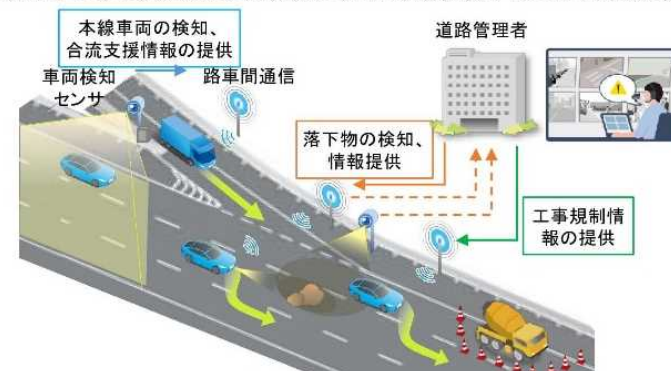 本線車両の検知、
合流支援情報の提供
車両検知
センサ
路車間通信
道路管理者
落下物の検知、
情報提供
工事規制情
報の提供